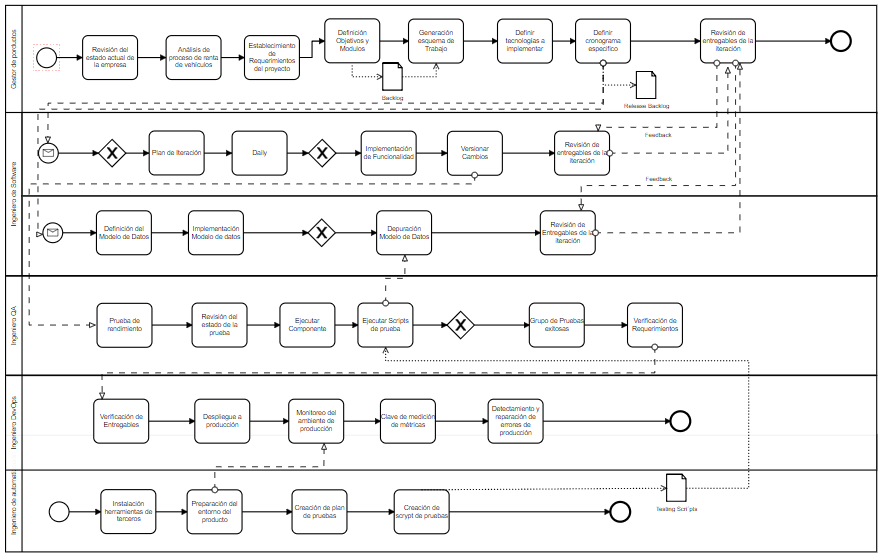 Gestor de porductos
Revisión del
estado actual de
la empresa
Análisis de
proceso de renta
de vehículos
Establecimiento
de
Requerimientos
del proyecto
Definición
Objetivos y
Modulos
Generación
esquema de
Trabajo
Definir
tecnologías a
implementar
Definir
cronograma
específico
Revisión de
entregables de la
iteración
Backlog
Release Backlog
Ingeniero de Software
Plan de Iteración
Daily
Implementación
de Funcionalidad
Versionar
Cambios
Revisión de
entregables de la
iteración
Feedback
Feedback
Definición del
Modelo de Datos
Implementación
Modelo de datos
Depuración
Modelo de Datos
Revisión de
Entregables de la
iteración
Ingeniero QA
Prueba de
rendimiento
Revisión del
estado de la
prueba
Ejecutar
Componente
Ejecutar Scripts
de prueba
Grupo de Pruebas
exitosas
Verificación de
Requerimientos
Ingeniero DevOps
Verificación de
Entregables
Despliegue a
producción
Monitoreo del
ambiente de
producción
Clave de medición
de métricas
Detectamiento y
reparación de
errores de
producción
Ingeniero de automati
Instalación
herramientas de
terceros
Preparación del
entorno del
producto
Creación de plan
de pruebas
Creación de
scrypt de pruebas
Testing Scripts